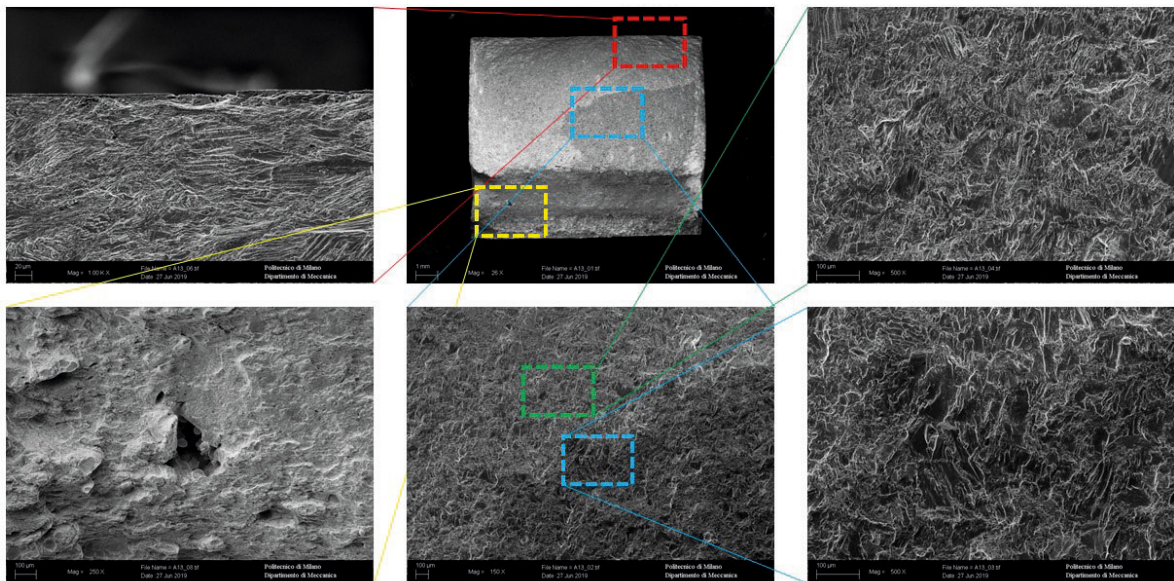 20 µm
Mag = 1.00 K X
File Name = A13_06.tif
Date :27 Jun 2019
Politecnico di Milano
Dipartimento di Meccanica
1 mm
Mag = 26 X
File Name = A13_01.tif
Date :27 Jun 2019
Politecnico di Milano
Dipartimento di Meccanica
100 µm
Mag = 500 X
File Name = A13_04.tif
Date :27 Jun 2019
Politecnico di Milano
Dipartimento di Meccanica
100 µm
Mag = 250 X
Date :27 Jun 2019
Politecnico di Milano
Dipartimento di Meccanica
100 µm
Mag = 150 X
File Name = A13_02.tif
Date :27 Jun 2019
Politecnico di Milano
Dipartimento di Meccanica
100 µm
Mag = 500 X
File Name = A13_03.tif
Date :27 Jun 2019
Politecnico di Milano
Dipartimento di Meccanica